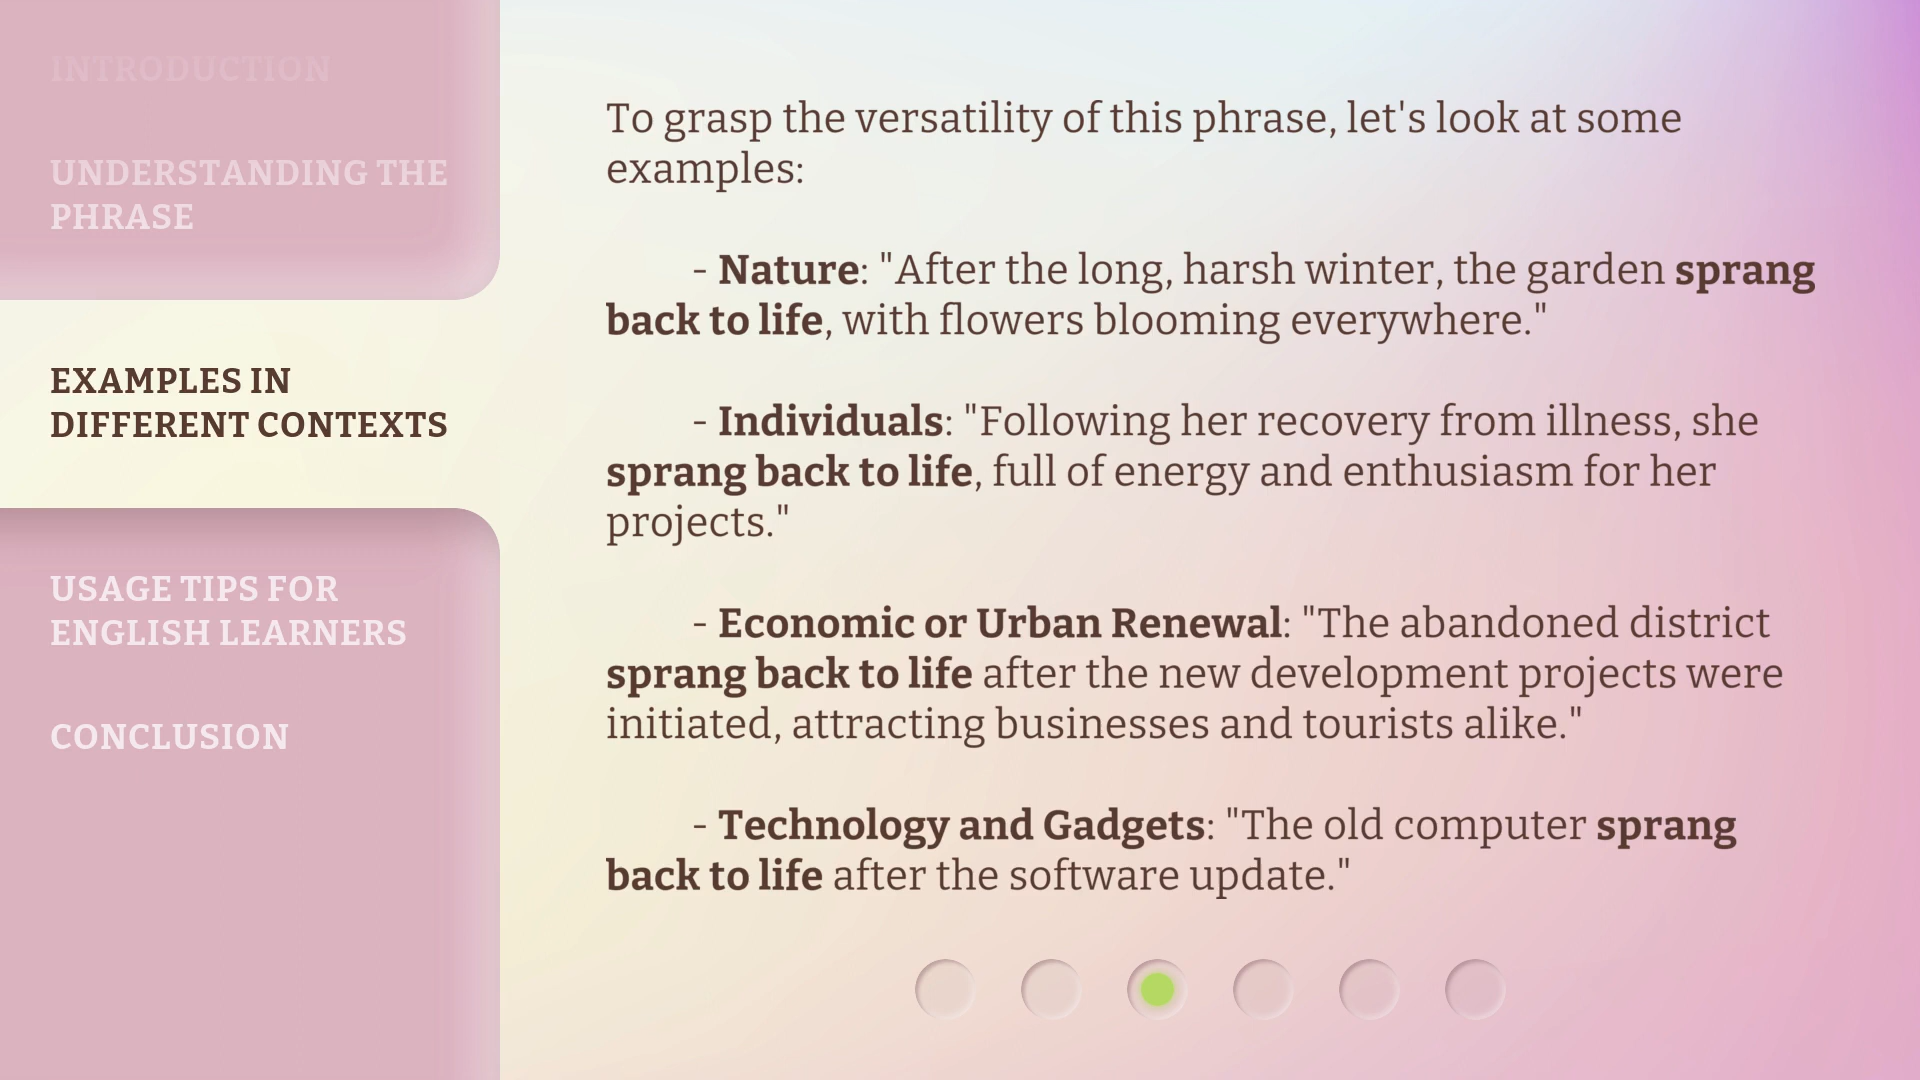 INTRODUCTION
UNDERSTANDING THE
PHRASE
EXAMPLES IN
DIFFERENT CONTEXTS
USAGE TIPS FOR
ENGLISH LEARNERS
CONCLUSION
To grasp the versatility of this phrase, let's look at some
examples:
- Nature: "After the long, harsh winter, the garden sprang
back to life, with flowers blooming everywhere."
- Individuals: "Following her recovery from illness, she
sprang back to life, full of energy and enthusiasm for her
projects."
- Economic or Urban Renewal: "The abandoned district
sprang back to life after the new development projects were
initiated, attracting businesses and tourists alike."
- Technology and Gadgets: "The old computer sprang
back to life after the software update."